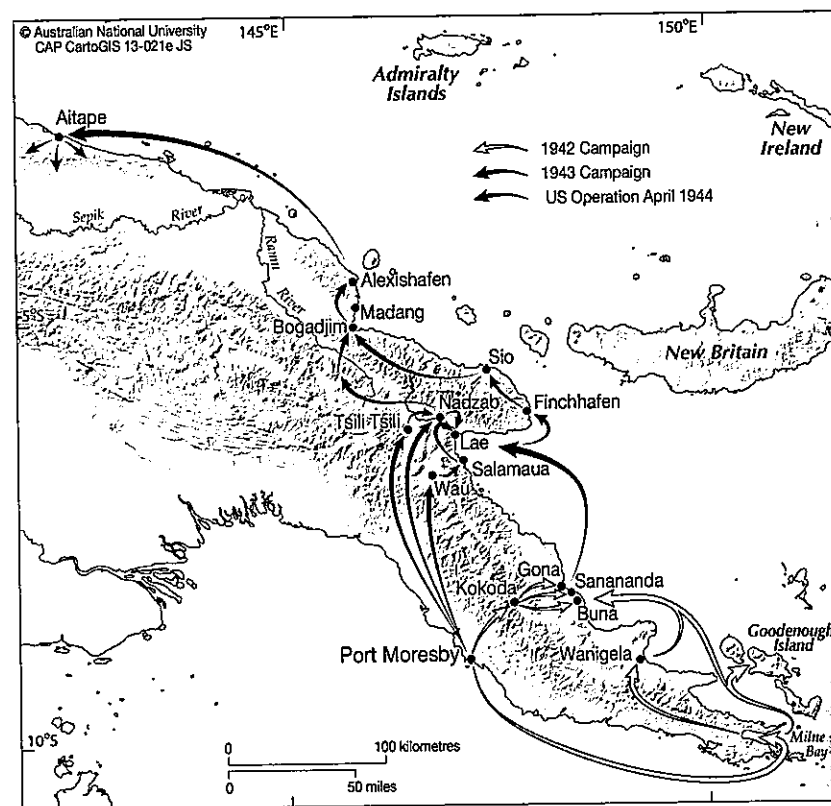 © Australian National University
CAP CartoGIS 13-021e JS
145°E
150°E
Admiralty
Islands
New
Ireland
Aitape
1942 Campaign
1943 Campaign
US Operation April 1944
Sepik
River
Ramu
River
Alexishafen
5°S
Madang
Bogadjim
Sio
New Britain
Nadzab
Finchhafen
Tsili Tsili
Lae
Salamaua
Wau
Gona
Sanananda
Kokoda
Buna
Goodenough
Island
Port Moresby
Wanigela
Milne
Bay
10°S
0
100 kilometres
0
50 miles